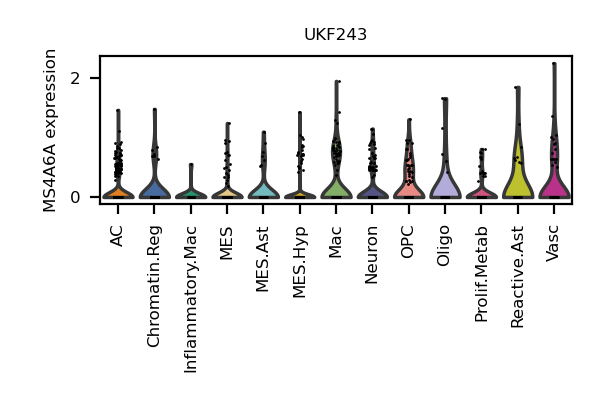 UKF243
MS4A6A expression
2
0
AC
Chromatin.Reg
Inflammatory.Mac
MES
MES.Ast
MES.Hyp
Mac
Neuron
OPC
Oligo
Prolif.Metab
Reactive.Ast
Vasc